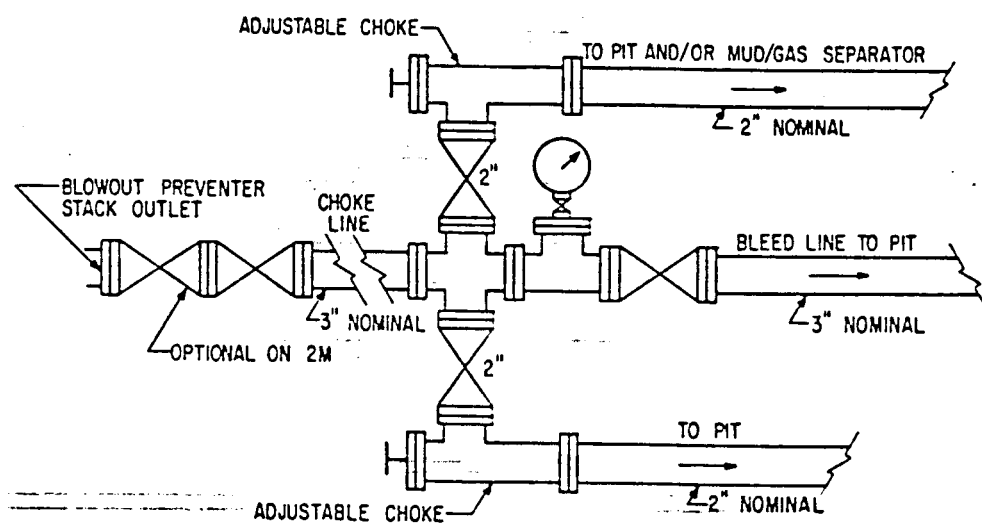 ADJUSTABLE CHOKE
TO PIT AND/OR MUD/GAS SEPARATOR
2" NOMINAL
2"
BLOWOUT PREVENTER
STACK OUTLET
CHOKE
LINE
BLEED LINE TO PIT
3" NOMINAL
3" NOMINAL
OPTIONAL ON 2M
2"
TO PIT
2" NOMINAL
ADJUSTABLE CHOKE